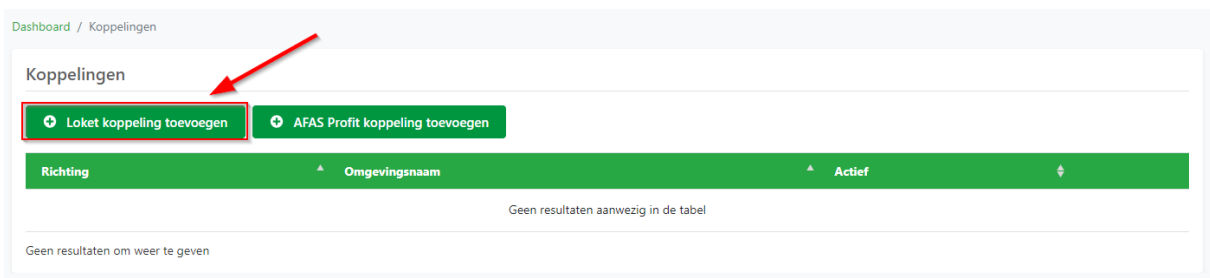 Dashboard / Koppelingen
Koppelingen
Loket koppeling toevoegen AFAS Profit koppeling toevoegen
Richting Omgevingsnaam Actief
Geen resultaten aanwezig in de tabel
Geen resultaten om weer te geven